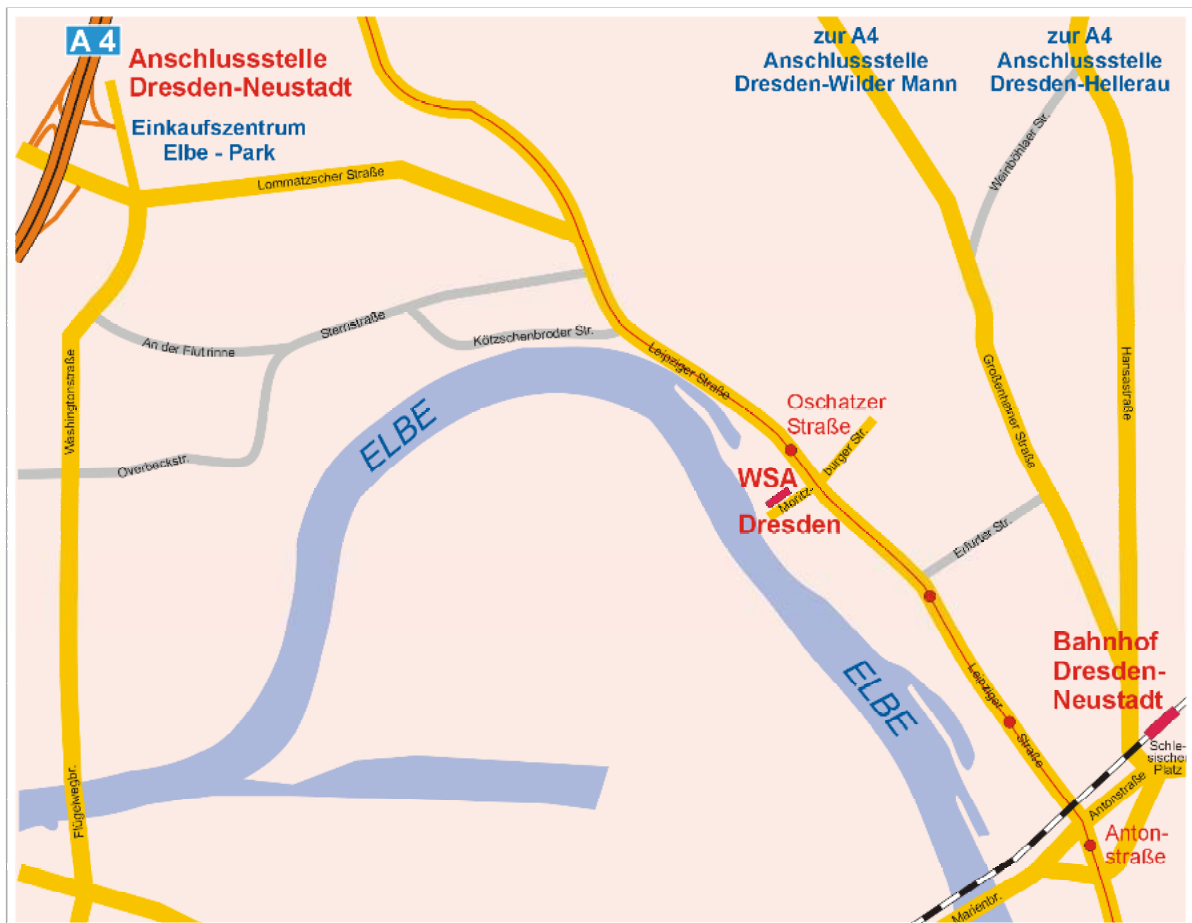 A 4
Anschlussstelle
Dresden-Neustadt
Einkaufszentrum
Elbe - Park
zur A4
Anschlussstelle
Dresden-Wilder Mann
zur A4
Anschlussstelle
Dresden-Hellerau
Weinböhlaer Str.
Lommatzscher Straße
An der Flutrinne
Sternstraße
Kötzschenbroder Str.
Washingtonstraße
Overbeckstr.
ELBE
Leipziger Straße
Großenhainer Straße
Hansastraße
Oschatzer
Straße
Moritz-
burger Str.
WSA
Dresden
Erfurter Str.
ELBE
Leipziger
Straße
Bahnhof
Dresden-
Neustadt
Schle-
sischer
Platz
Antonstraße
Anton-
straße
Marienbr.
Flügelwegbr.